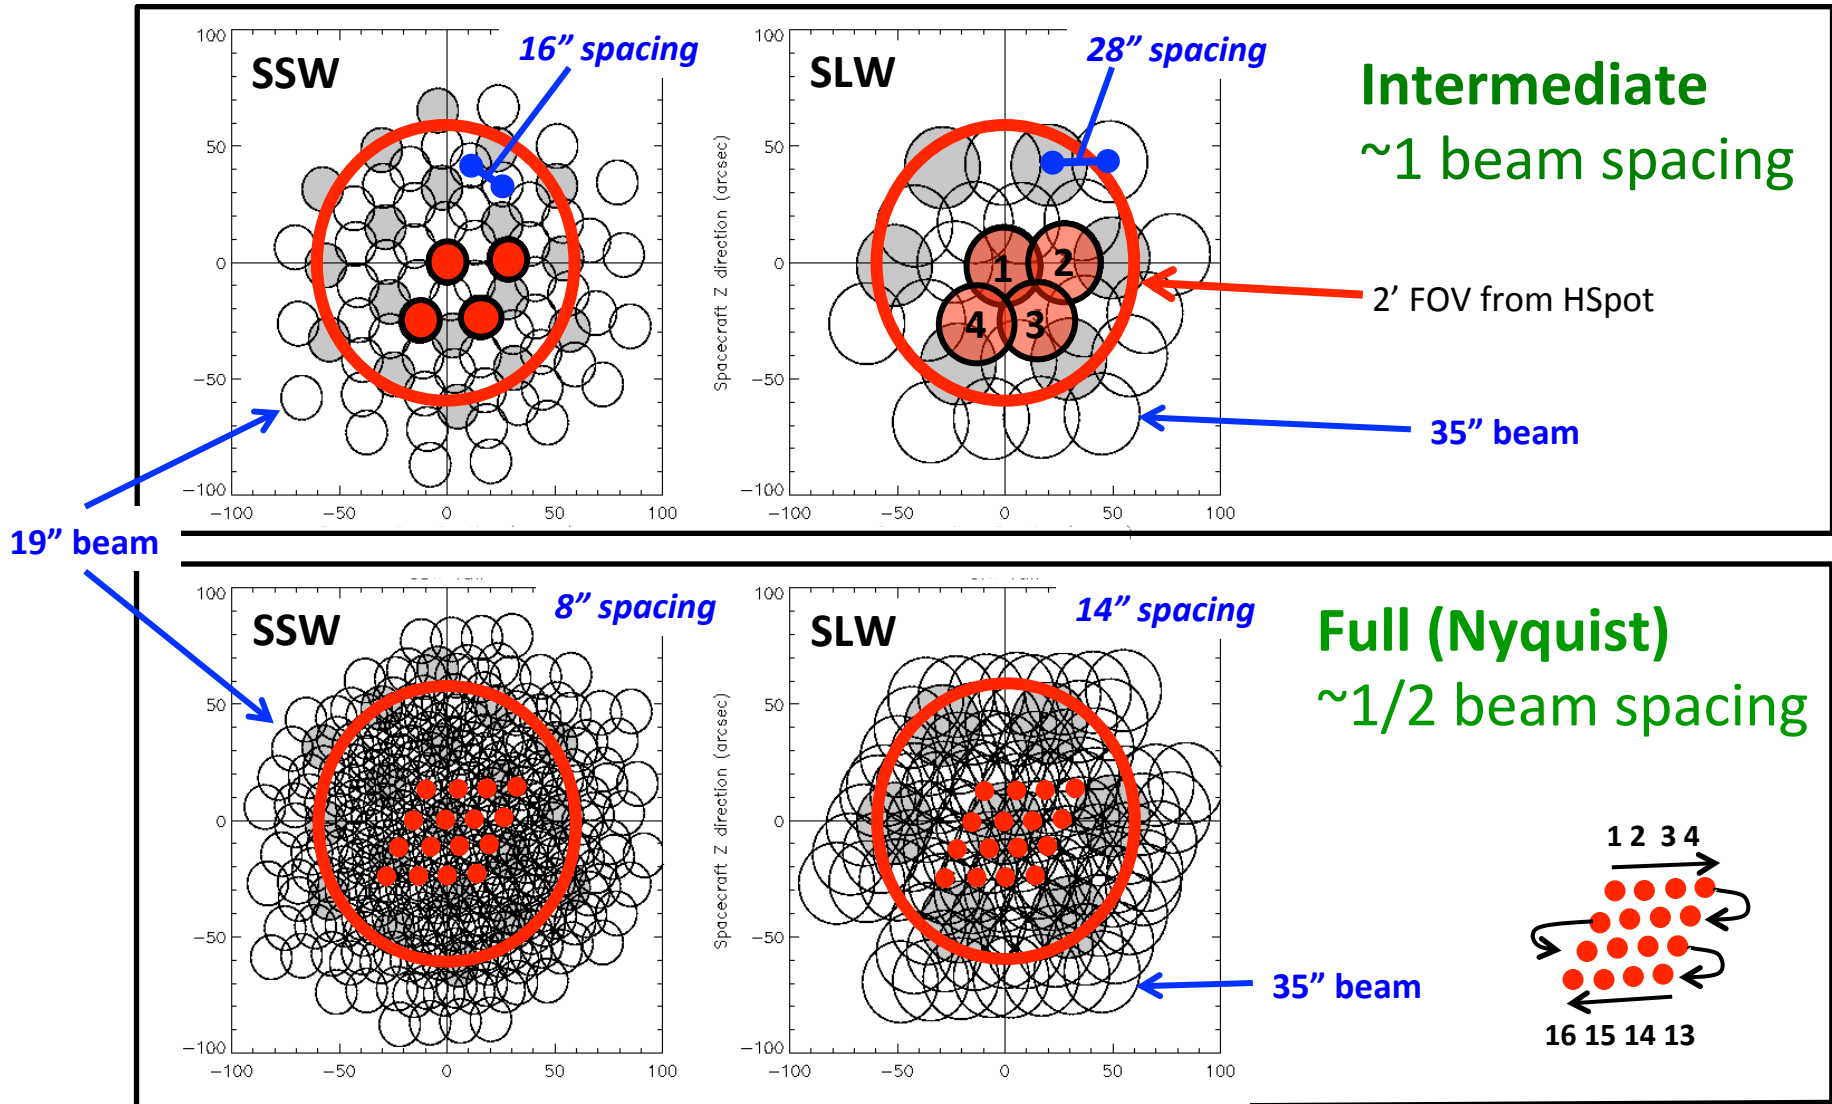 SSW
16” spacing
100
50
0
−50
−100
−100
−50
0
50
100
SLW
28” spacing
Spacecraft Z direction (arcsec)
100
50
0
−50
−100
−100
−50
0
50
100
1
2
4
3
Intermediate
~1 beam spacing
2’ FOV from HSpot
35” beam
19” beam
SSW
8” spacing
100
50
0
−50
−100
−100
−50
0
50
100
SLW
14” spacing
Spacecraft Z direction (arcsec)
100
50
0
−50
−100
−100
−50
0
50
100
Full (Nyquist)
~1/2 beam spacing
35” beam
1 2 3 4
16 15 14 13